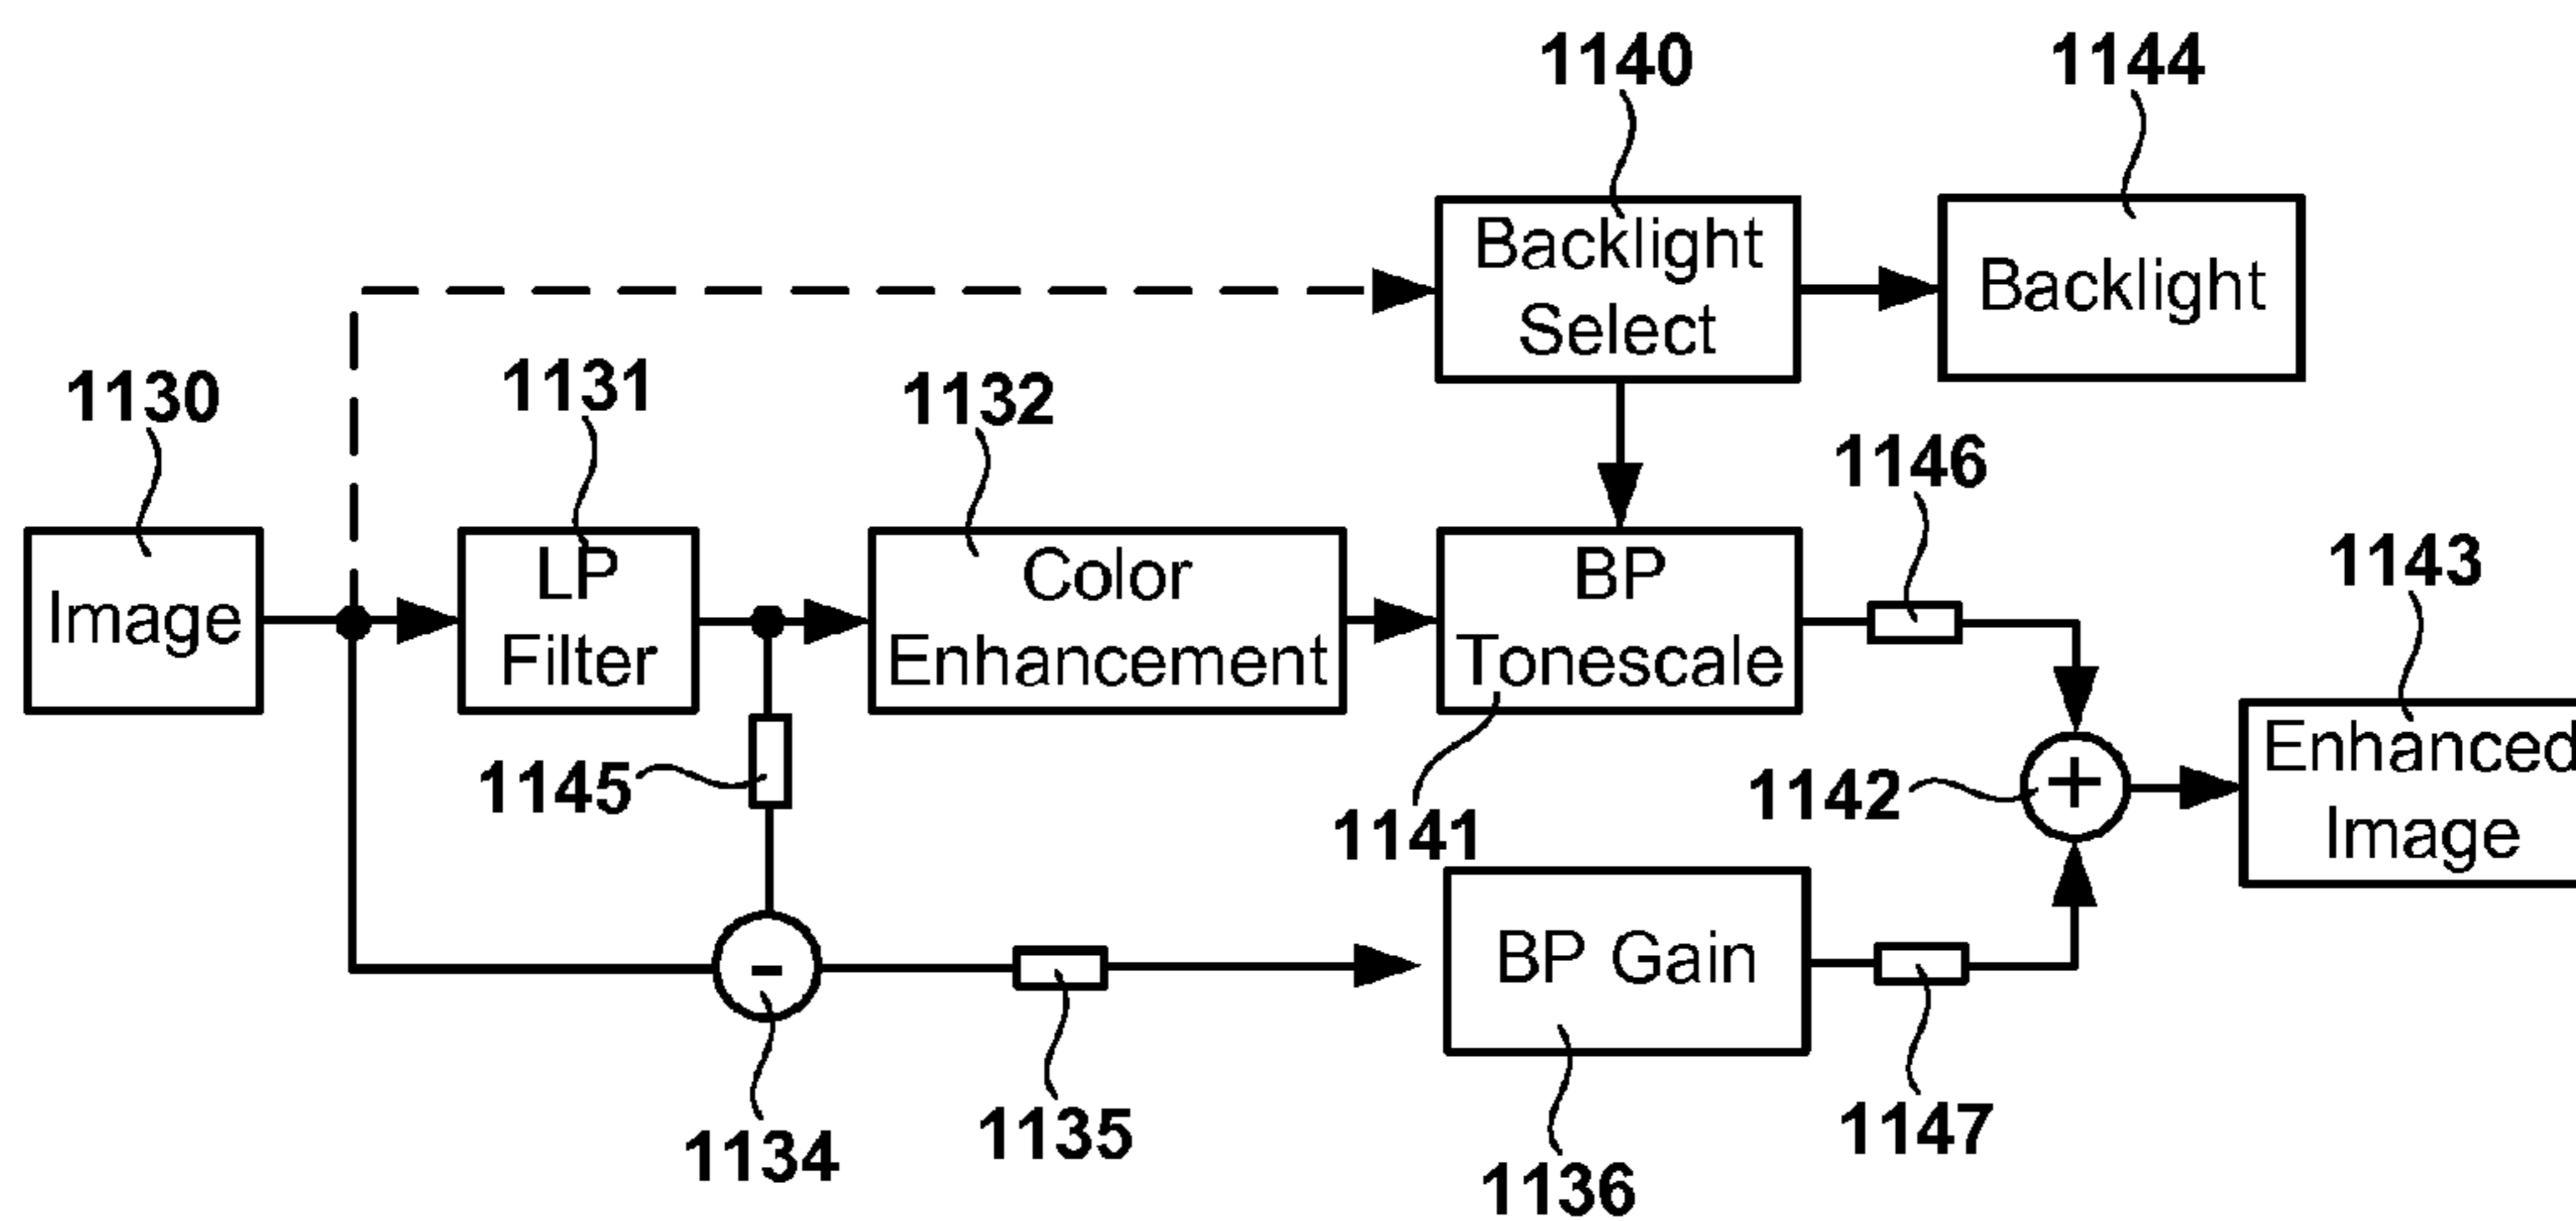 1140
1144
Backlight
Select
Backlight
1130
1131
1132
1146
1143
Image
LP
Filter
Color
Enhancement
BP
Tonescale
1145
1141
1142
+
Enhanced
Image
-
BP Gain
1134
1135
1136
1147